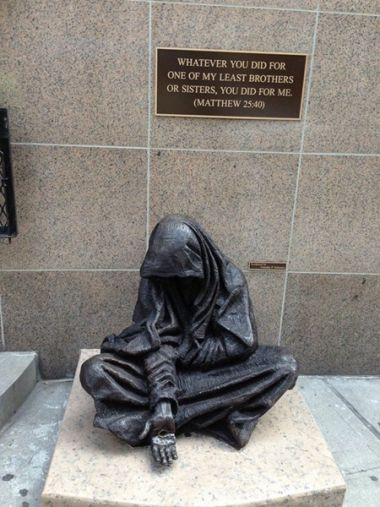 WHATEVER YOU DID FOR
ONE OF MY LEAST BROTHERS
OR SISTERS, YOU DID FOR ME.
(MATTHEW 25:40)